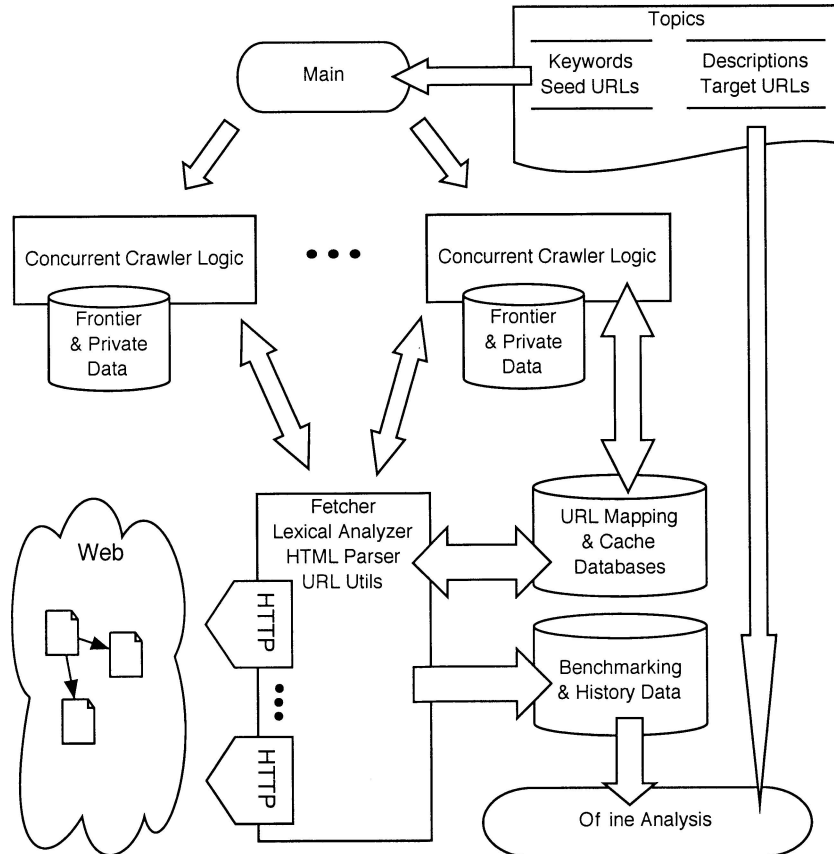 Topics
Keywords
Seed URLs
Descriptions
Target URLs
Main
Concurrent Crawler Logic
Concurrent Crawler Logic
Frontier
& Private
Data
Frontier
& Private
Data
Fetcher
Lexical Analyzer
HTML Parser
URL Utils
URL Mapping
& Cache
Databases
Web
HTTP
HTTP
Benchmarking
& History Data
Of ine Analysis